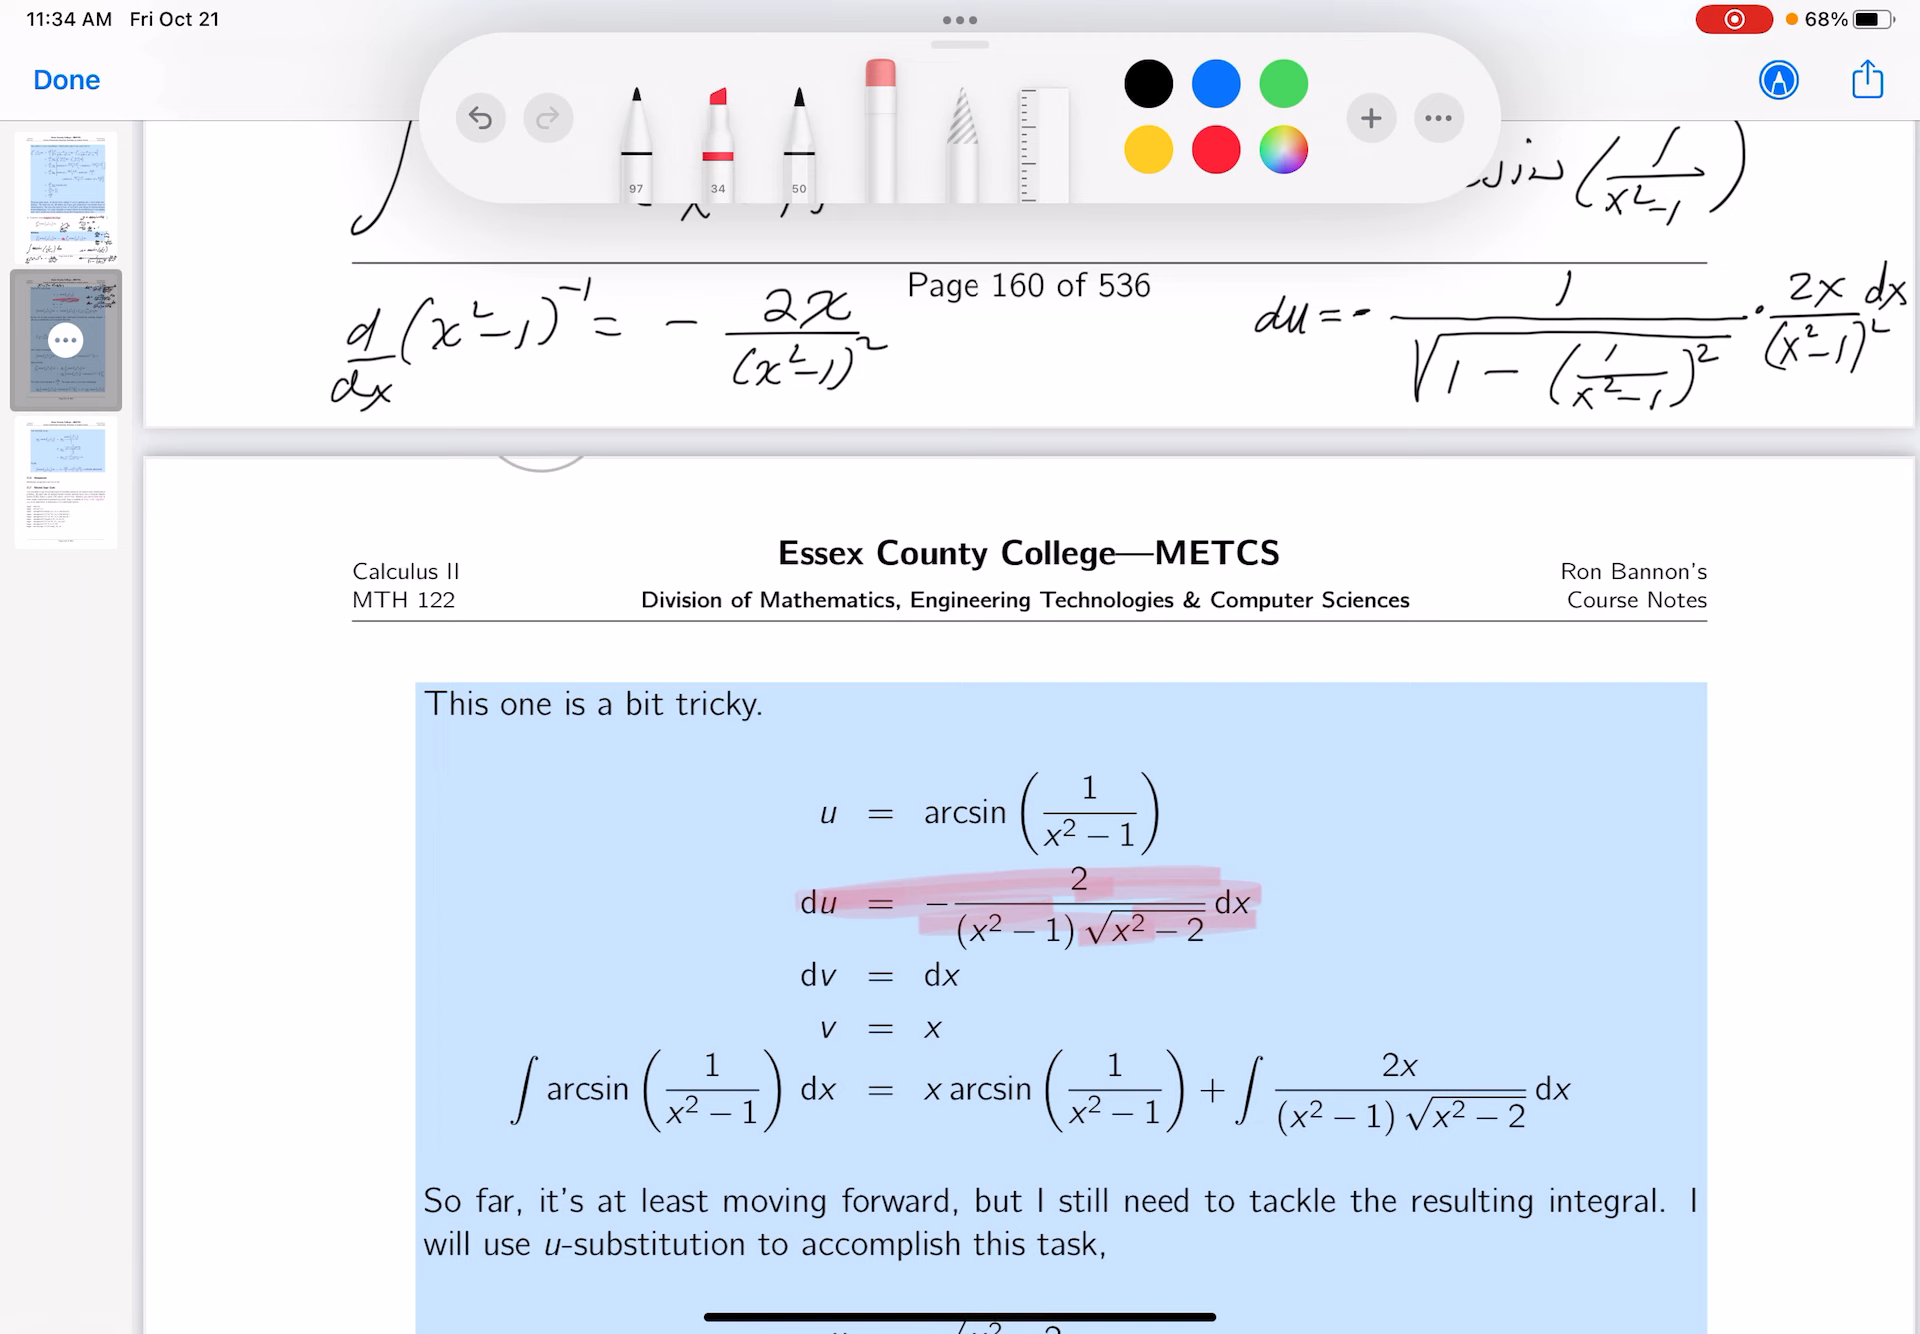 11:34 AM Fri Oct 21
68%
Done
97 34 50
sin (1/(x²-1))
Page 160 of 536
d/dx (x²-1)⁻¹ = - 2x/(x²-1)²
du = - 1/√(1 - (1/(x²-1))²) · 2x dx/(x²-1)²
Essex County College—METCS
Calculus II
Ron Bannon's
MTH 122
Division of Mathematics, Engineering Technologies & Computer Sciences
Course Notes
This one is a bit tricky.
u = arcsin (1/(x² − 1))
du = − 2/((x² − 1) √(x² − 2)) dx
dv = dx
v = x
∫ arcsin (1/(x² − 1)) dx = x arcsin (1/(x² − 1)) + ∫ 2x/((x² − 1) √(x² − 2)) dx
So far, it's at least moving forward, but I still need to tackle the resulting integral. I
will use u-substitution to accomplish this task,